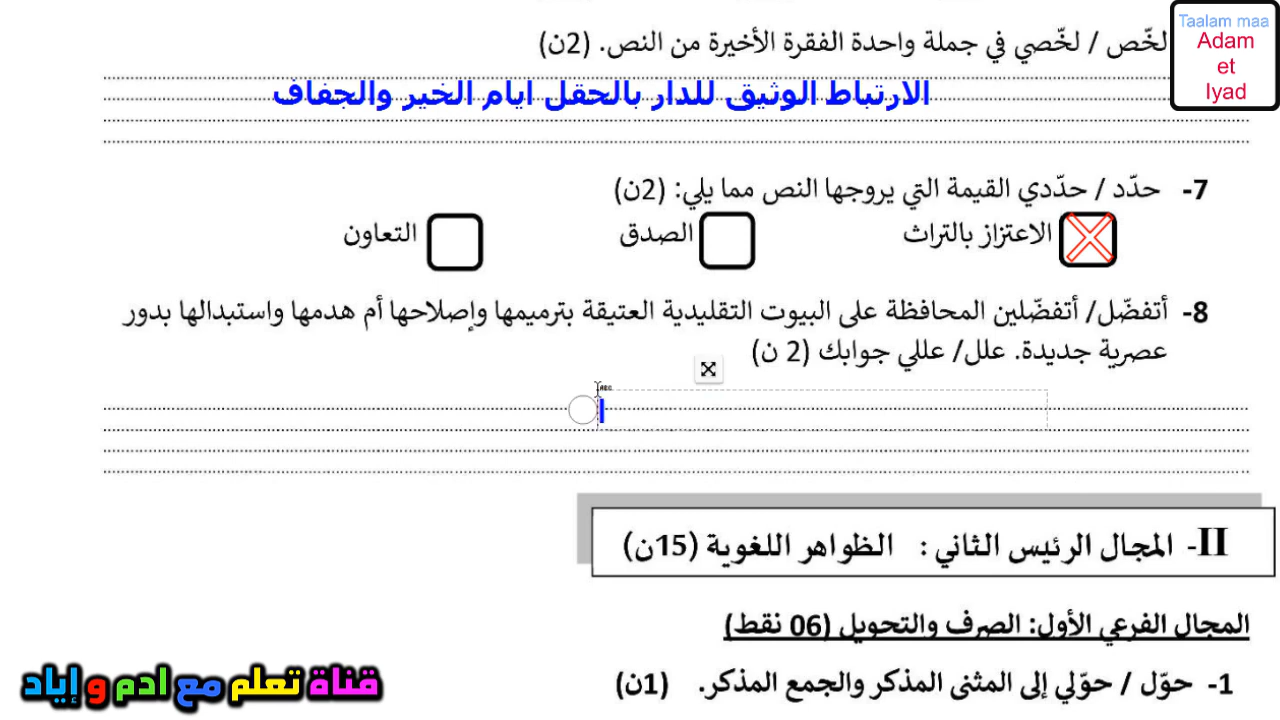 Taalam maa
Adam
et
Iyad
لخّص / لخّصي في جملة واحدة الفقرة الأخيرة من النص. (2ن)
الارتباط الوثيق للدار بالحقل ايام الخير والجفاف
7- حدّد / حدّدي القيمة التي يروجها النص مما يلي: (2ن)
الاعتزاز بالتراث الصدق التعاون
8- أتفضّل/ أتفضّلين المحافظة على البيوت التقليدية العتيقة بترميمها وإصلاحها أم هدمها واستبدالها بدور
عصرية جديدة. علل/ عللي جوابك (2 ن)
II- المجال الرئيس الثاني : الظواهر اللغوية (15ن)
المجال الفرعي الأول: الصرف والتحويل (06 نقط)
1- حوّل / حوّلي إلى المثنى المذكر والجمع المذكر. (1ن)
قناة تعلم مع ادم و إياد